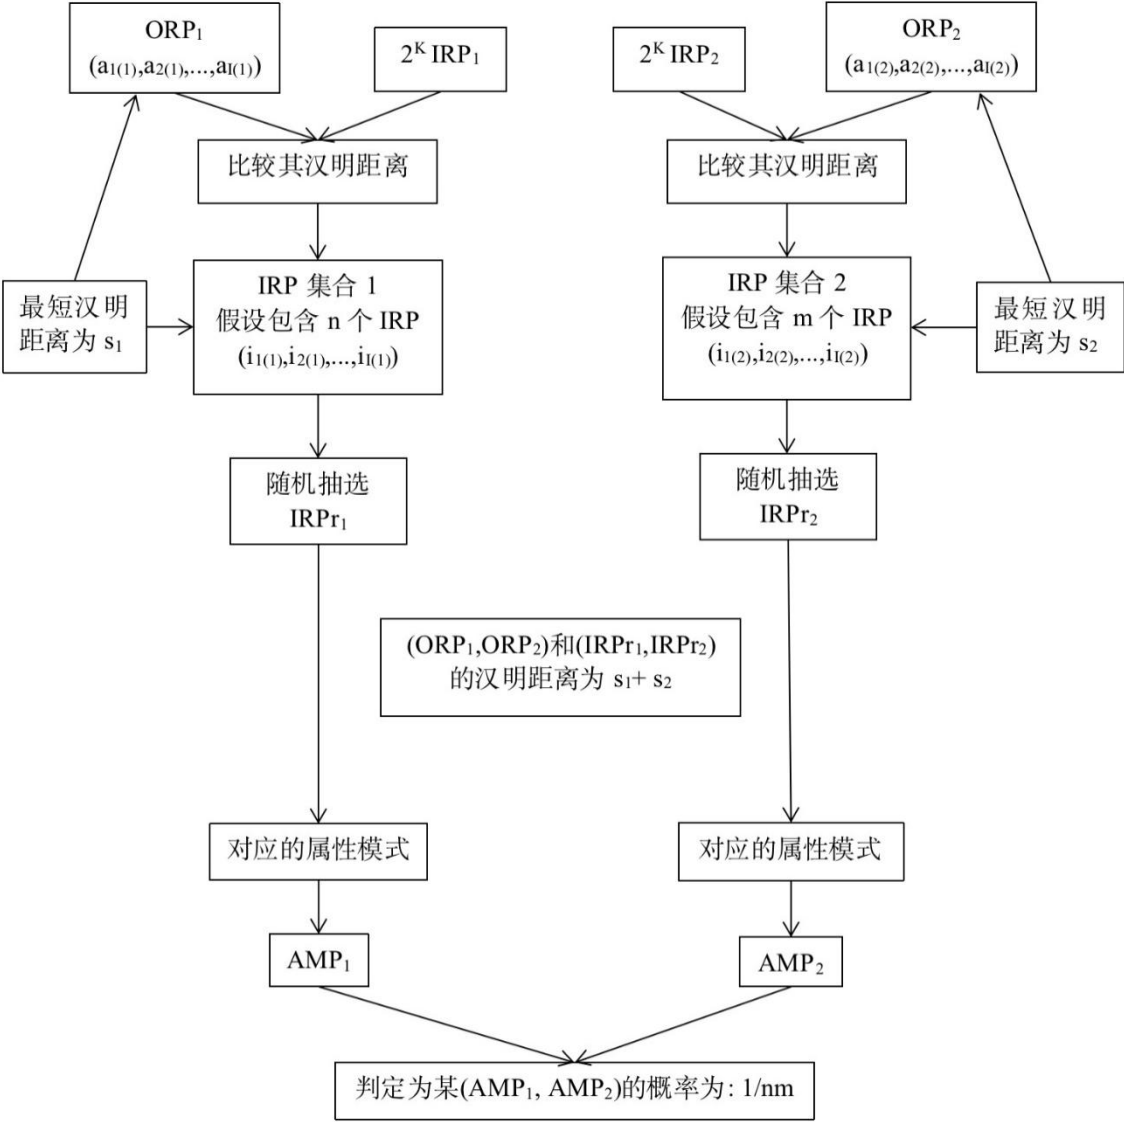 ORP₁
(a₁₍₁₎,a₂₍₁₎,...,a_I₍₁₎)
2ᴷ IRP₁
2ᴷ IRP₂
ORP₂
(a₁₍₂₎,a₂₍₂₎,...,a_I₍₂₎)
比较其汉明距离
比较其汉明距离
最短汉明
距离为 s₁
IRP 集合 1
假设包含 n 个 IRP
(i₁₍₁₎,i₂₍₁₎,...,i_I₍₁₎)
IRP 集合 2
假设包含 m 个 IRP
(i₁₍₂₎,i₂₍₂₎,...,i_I₍₂₎)
最短汉明
距离为 s₂
随机抽选
IRPr₁
随机抽选
IRPr₂
(ORP₁,ORP₂)和(IRPr₁,IRPr₂)
的汉明距离为 s₁+ s₂
对应的属性模式
对应的属性模式
AMP₁
AMP₂
判定为某(AMP₁, AMP₂)的概率为: 1/nm